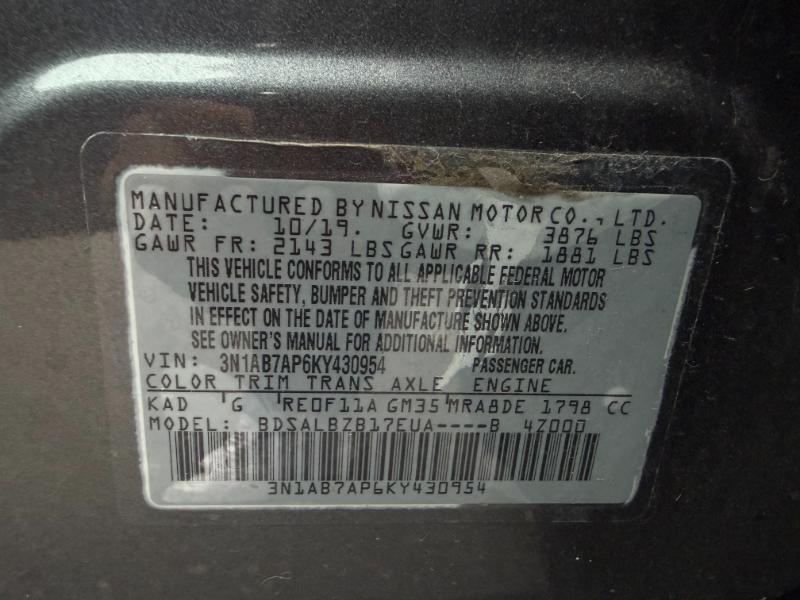 MANUFACTURED BY NISSAN MOTOR CO., LTD.
DATE: 10/19. GVWR: 3876 LBS
GAWR FR: 2143 LBS GAWR RR: 1881 LBS
THIS VEHICLE CONFORMS TO ALL APPLICABLE FEDERAL MOTOR
VEHICLE SAFETY, BUMPER AND THEFT PREVENTION STANDARDS
IN EFFECT ON THE DATE OF MANUFACTURE SHOWN ABOVE.
SEE OWNER'S MANUAL FOR ADDITIONAL INFORMATION.
VIN: 3N1AB7AP6KY430954 PASSENGER CAR.
COLOR TRIM TRANS AXLE ENGINE
KAD G RE0F11A GM35 MRA8DE 1798 CC
MODEL: BDSALBZB17EUA----B 4Z000
3N1AB7AP6KY430954